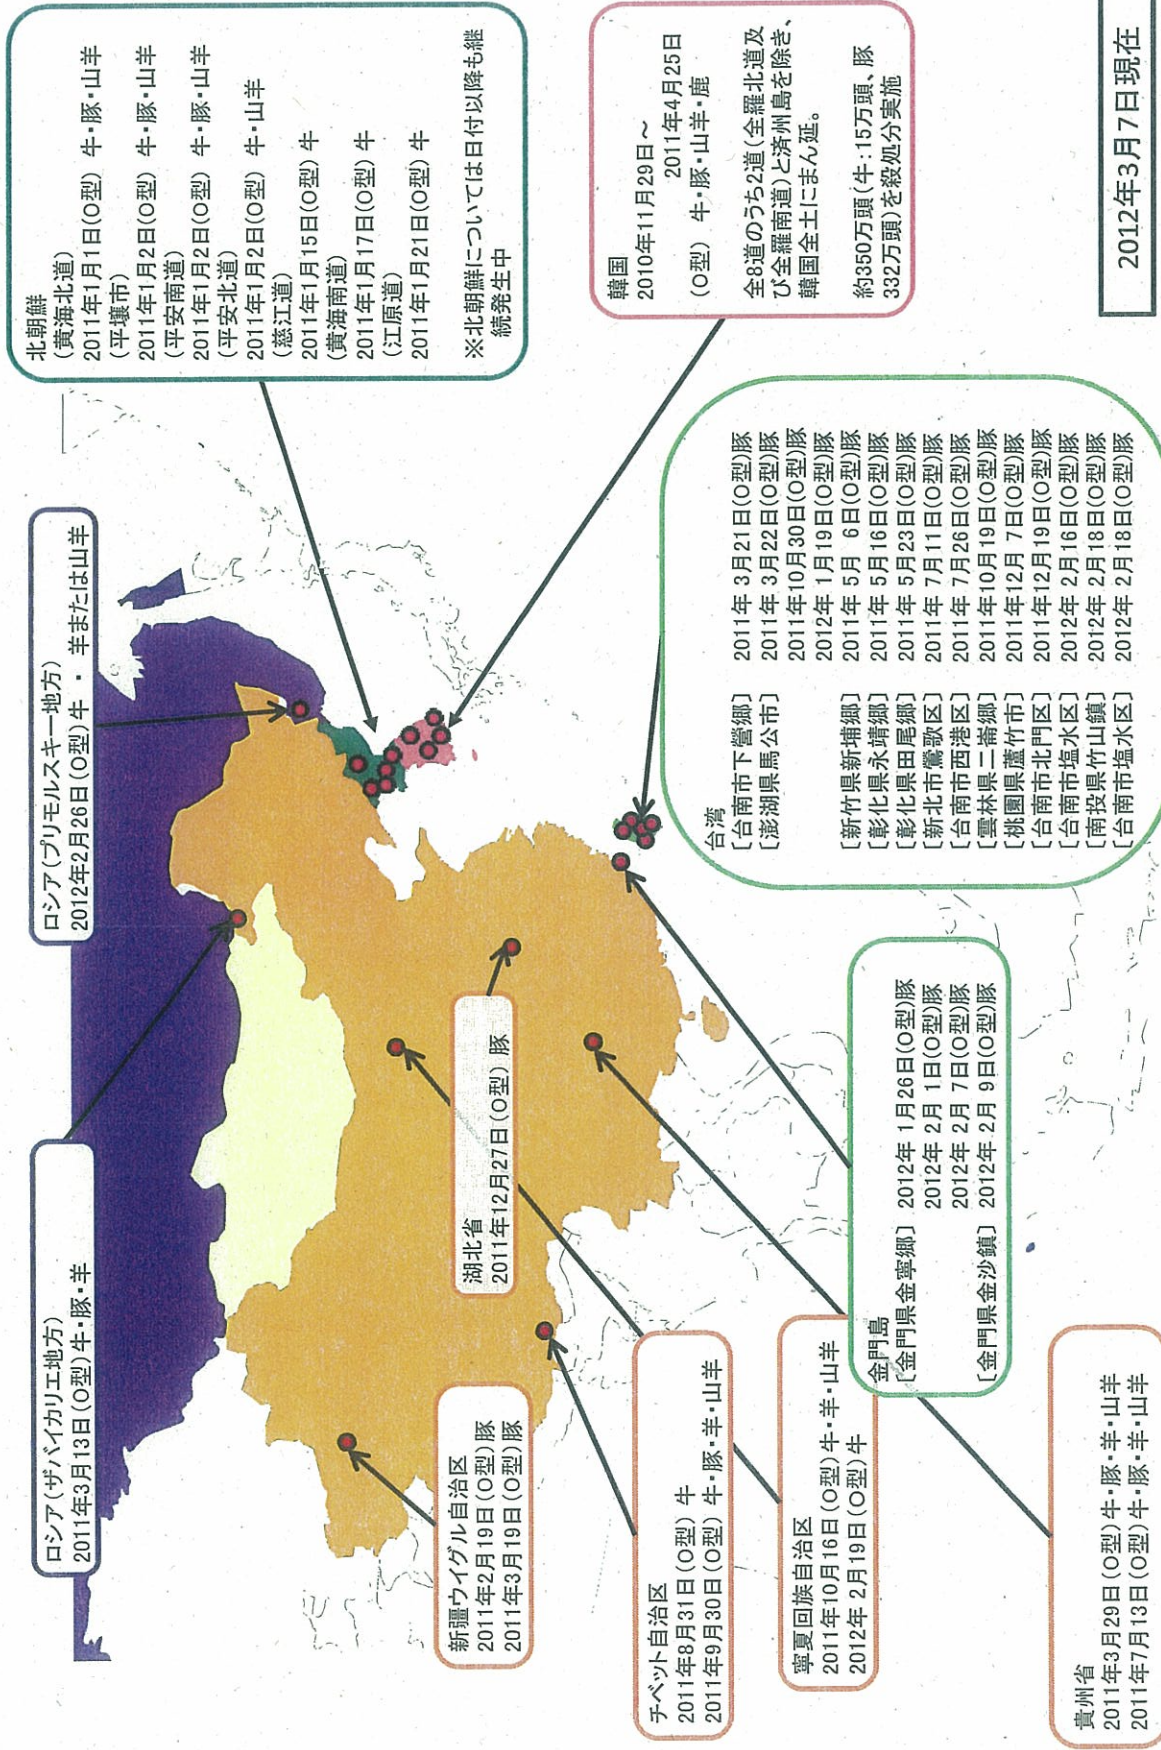 ロシア(ザバイカリエ地方)
2011年3月13日(O型)牛・豚・羊
ロシア(プリモルスキー地方)
2012年2月26日(O型)牛 ・ 羊または山羊
北朝鮮
(黄海北道)
2011年1月1日(O型) 牛・豚・山羊
(平壌市)
2011年1月2日(O型) 牛・豚・山羊
(平安南道)
2011年1月2日(O型) 牛・豚・山羊
(平安北道)
2011年1月2日(O型) 牛・山羊
(慈江道)
2011年1月15日(O型) 牛
(黄海南道)
2011年1月17日(O型) 牛
(江原道)
2011年1月21日(O型) 牛
※北朝鮮については日付以降も継
続発生中
新疆ウイグル自治区
2011年2月19日(O型)豚
2011年3月19日(O型)豚
湖北省
2011年12月27日(O型) 豚
韓国
2010年11月29日~
2011年4月25日
(O型) 牛・豚・山羊・鹿
全8道のうち2道(全羅北道及
び全羅南道)と済州島を除き、
韓国全土にまん延。
約350万頭(牛:15万頭、豚
332万頭)を殺処分実施
チベット自治区
2011年8月31日(O型) 牛
2011年9月30日(O型) 牛・豚・羊・山羊
寧夏回族自治区
2011年10月16日(O型)牛・羊・山羊
2012年 2月19日(O型)牛
台湾
[台南市下營郷] 2011年 3月21日(O型)豚
[澎湖県馬公市] 2011年 3月22日(O型)豚
2011年10月30日(O型)豚
2012年 1月19日(O型)豚
[新竹県新埔郷] 2011年 5月 6日(O型)豚
[彰化県永靖郷] 2011年 5月16日(O型)豚
[彰化県田尾郷] 2011年 5月23日(O型)豚
[新北市鶯歌区] 2011年 7月11日(O型)豚
[台南市西港区] 2011年 7月26日(O型)豚
[雲林県二崙郷] 2011年10月19日(O型)豚
[桃園県蘆竹市] 2011年12月 7日(O型)豚
[台南市北門区] 2011年12月19日(O型)豚
[台南市塩水区] 2012年 2月16日(O型)豚
[南投県竹山鎮] 2012年 2月18日(O型)豚
[台南市塩水区] 2012年 2月18日(O型)豚
金門島
[金門県金寧郷] 2012年 1月26日(O型)豚
2012年 2月 1日(O型)豚
2012年 2月 7日(O型)豚
[金門県金沙鎮] 2012年 2月 9日(O型)豚
貴州省
2011年3月29日(O型)牛・豚・羊・山羊
2011年7月13日(O型)牛・豚・羊・山羊
2012年3月7日現在